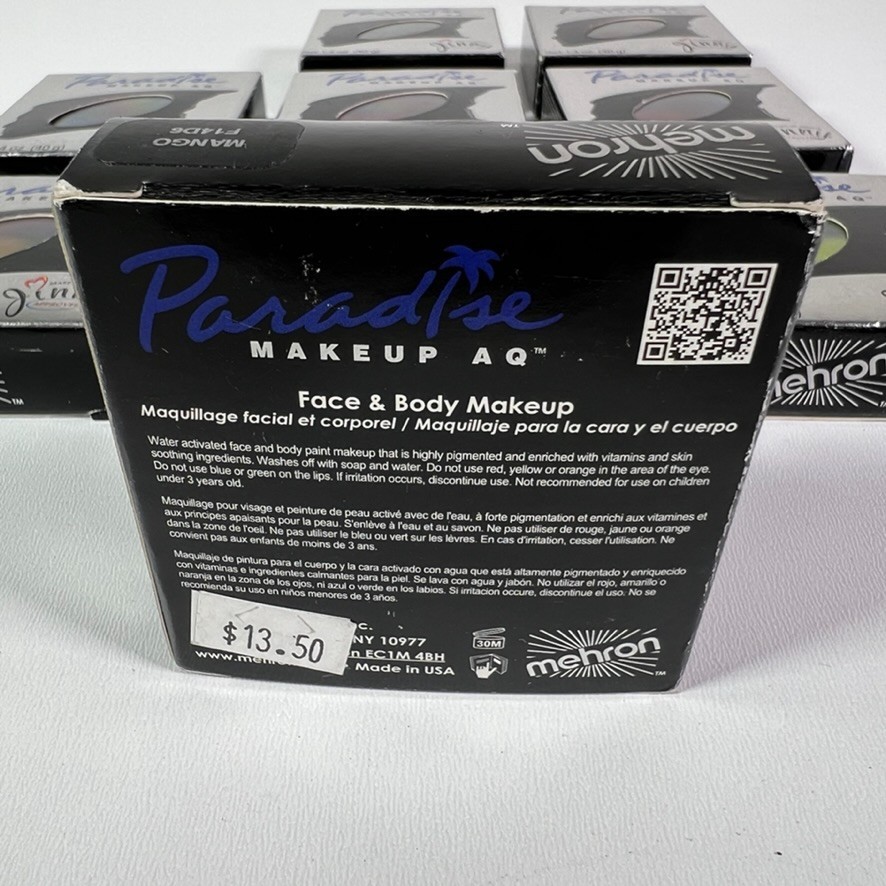 Paradise
MAKEUP AQ
Paradise
MAKEUP AQ
Paradise
MAKEUP AQ
MANGO
F14D6
mehron™
Paradise
MAKEUP AQ™
Face & Body Makeup
Maquillage facial et corporel / Maquillaje para la cara y el cuerpo
Water activated face and body paint makeup that is highly pigmented and enriched with vitamins and skin
soothing ingredients. Washes off with soap and water. Do not use red, yellow or orange in the area of the eye.
Do not use blue or green on the lips. If irritation occurs, discontinue use. Not recommended for use on children
under 3 years old.
Maquillage pour visage et peinture de peau activé avec de l'eau, à forte pigmentation et enrichi aux vitamines et
aux principes apaisants pour la peau. S'enlève à l'eau et au savon. Ne pas utiliser de rouge, jaune ou orange
dans la zone de l'oeil. Ne pas utiliser le bleu ou vert sur les lèvres. En cas d'irritation, cesser l'utilisation. Ne
convient pas aux enfants de moins de 3 ans.
Maquillaje de pintura para el cuerpo y la cara activado con agua que está altamente pigmentado y enriquecido
con vitaminas e ingredientes calmantes para la piel. Se lava con agua y jabón. No utilizar el rojo, amarillo o
naranja en la zona de los ojos, ni azul o verde en los labios. Si irritacion occure, discontinue el uso. No se
recomienda su uso en niños menores de 3 años.
$13.50
NY 10977
EC1M 4BH
Made in USA
30M
mehron™
mehron